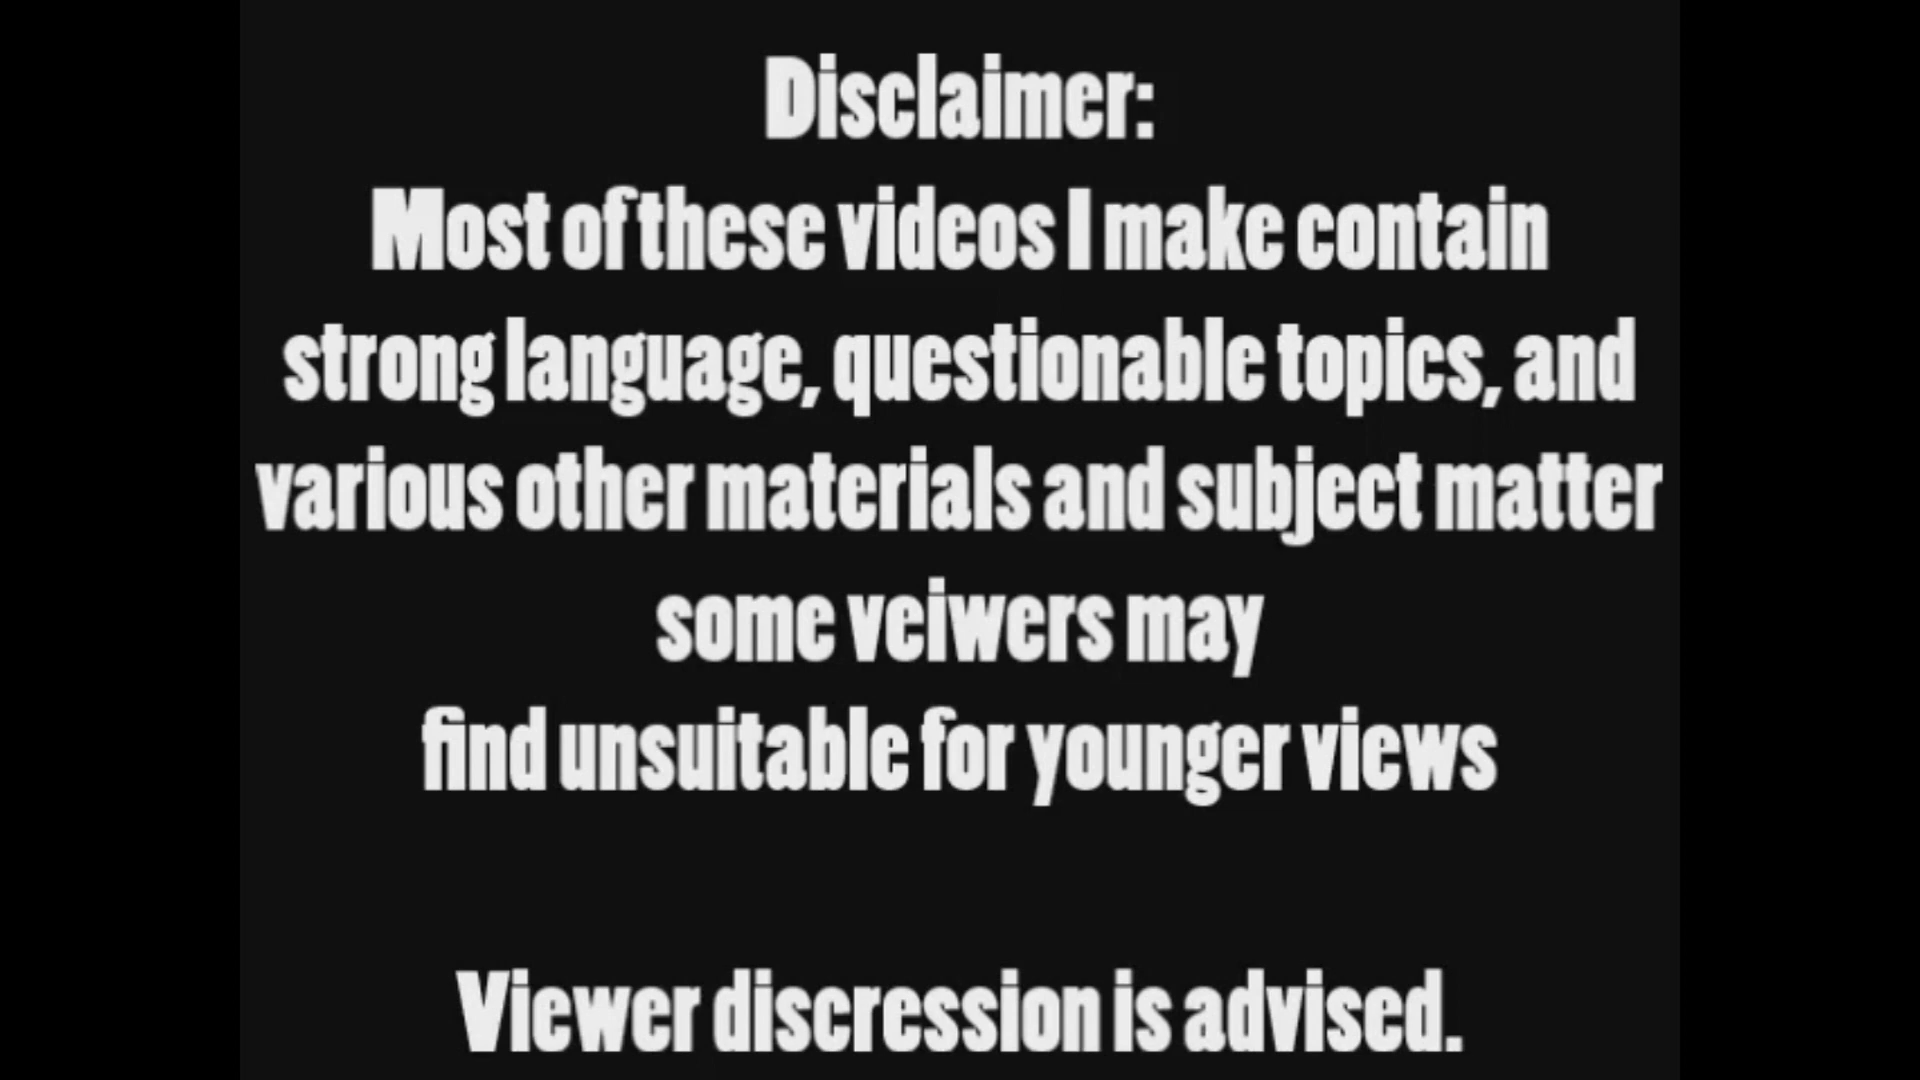 Disclaimer:
Most of these videos I make contain
strong language, questionable topics, and
various other materials and subject matter
some veiwers may
find unsuitable for younger views
Viewer discression is advised.